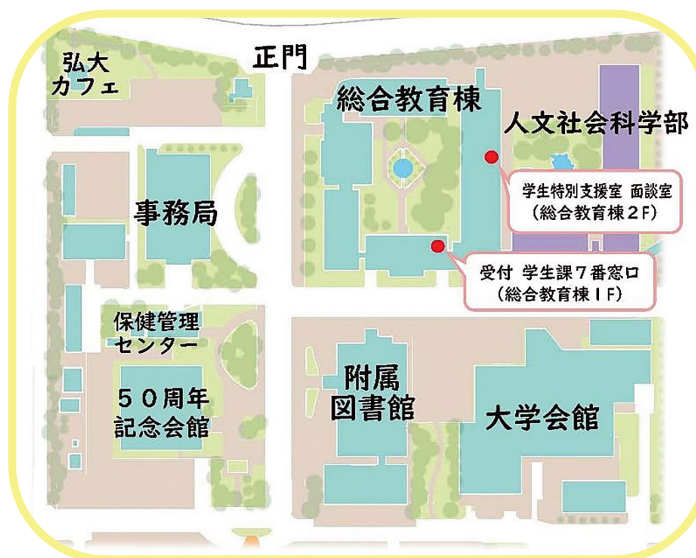 弘大
カフェ
正門
総合教育棟
人文社会科学部
学生特別支援室 面談室
(総合教育棟2F)
事務局
受付 学生課7番窓口
(総合教育棟1F)
保健管理
センター
50周年
記念会館
附属
図書館
大学会館